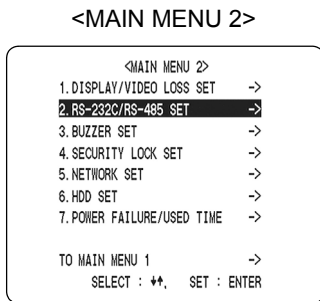 <MAIN MENU 2>
<MAIN MENU 2>
1. DISPLAY/VIDEO LOSS SET ->
2. RS-232C/RS-485 SET ->
3. BUZZER SET ->
4. SECURITY LOCK SET ->
5. NETWORK SET ->
6. HDD SET ->
7. POWER FAILURE/USED TIME ->
TO MAIN MENU 1 ->
SELECT : ↓↑, SET : ENTER